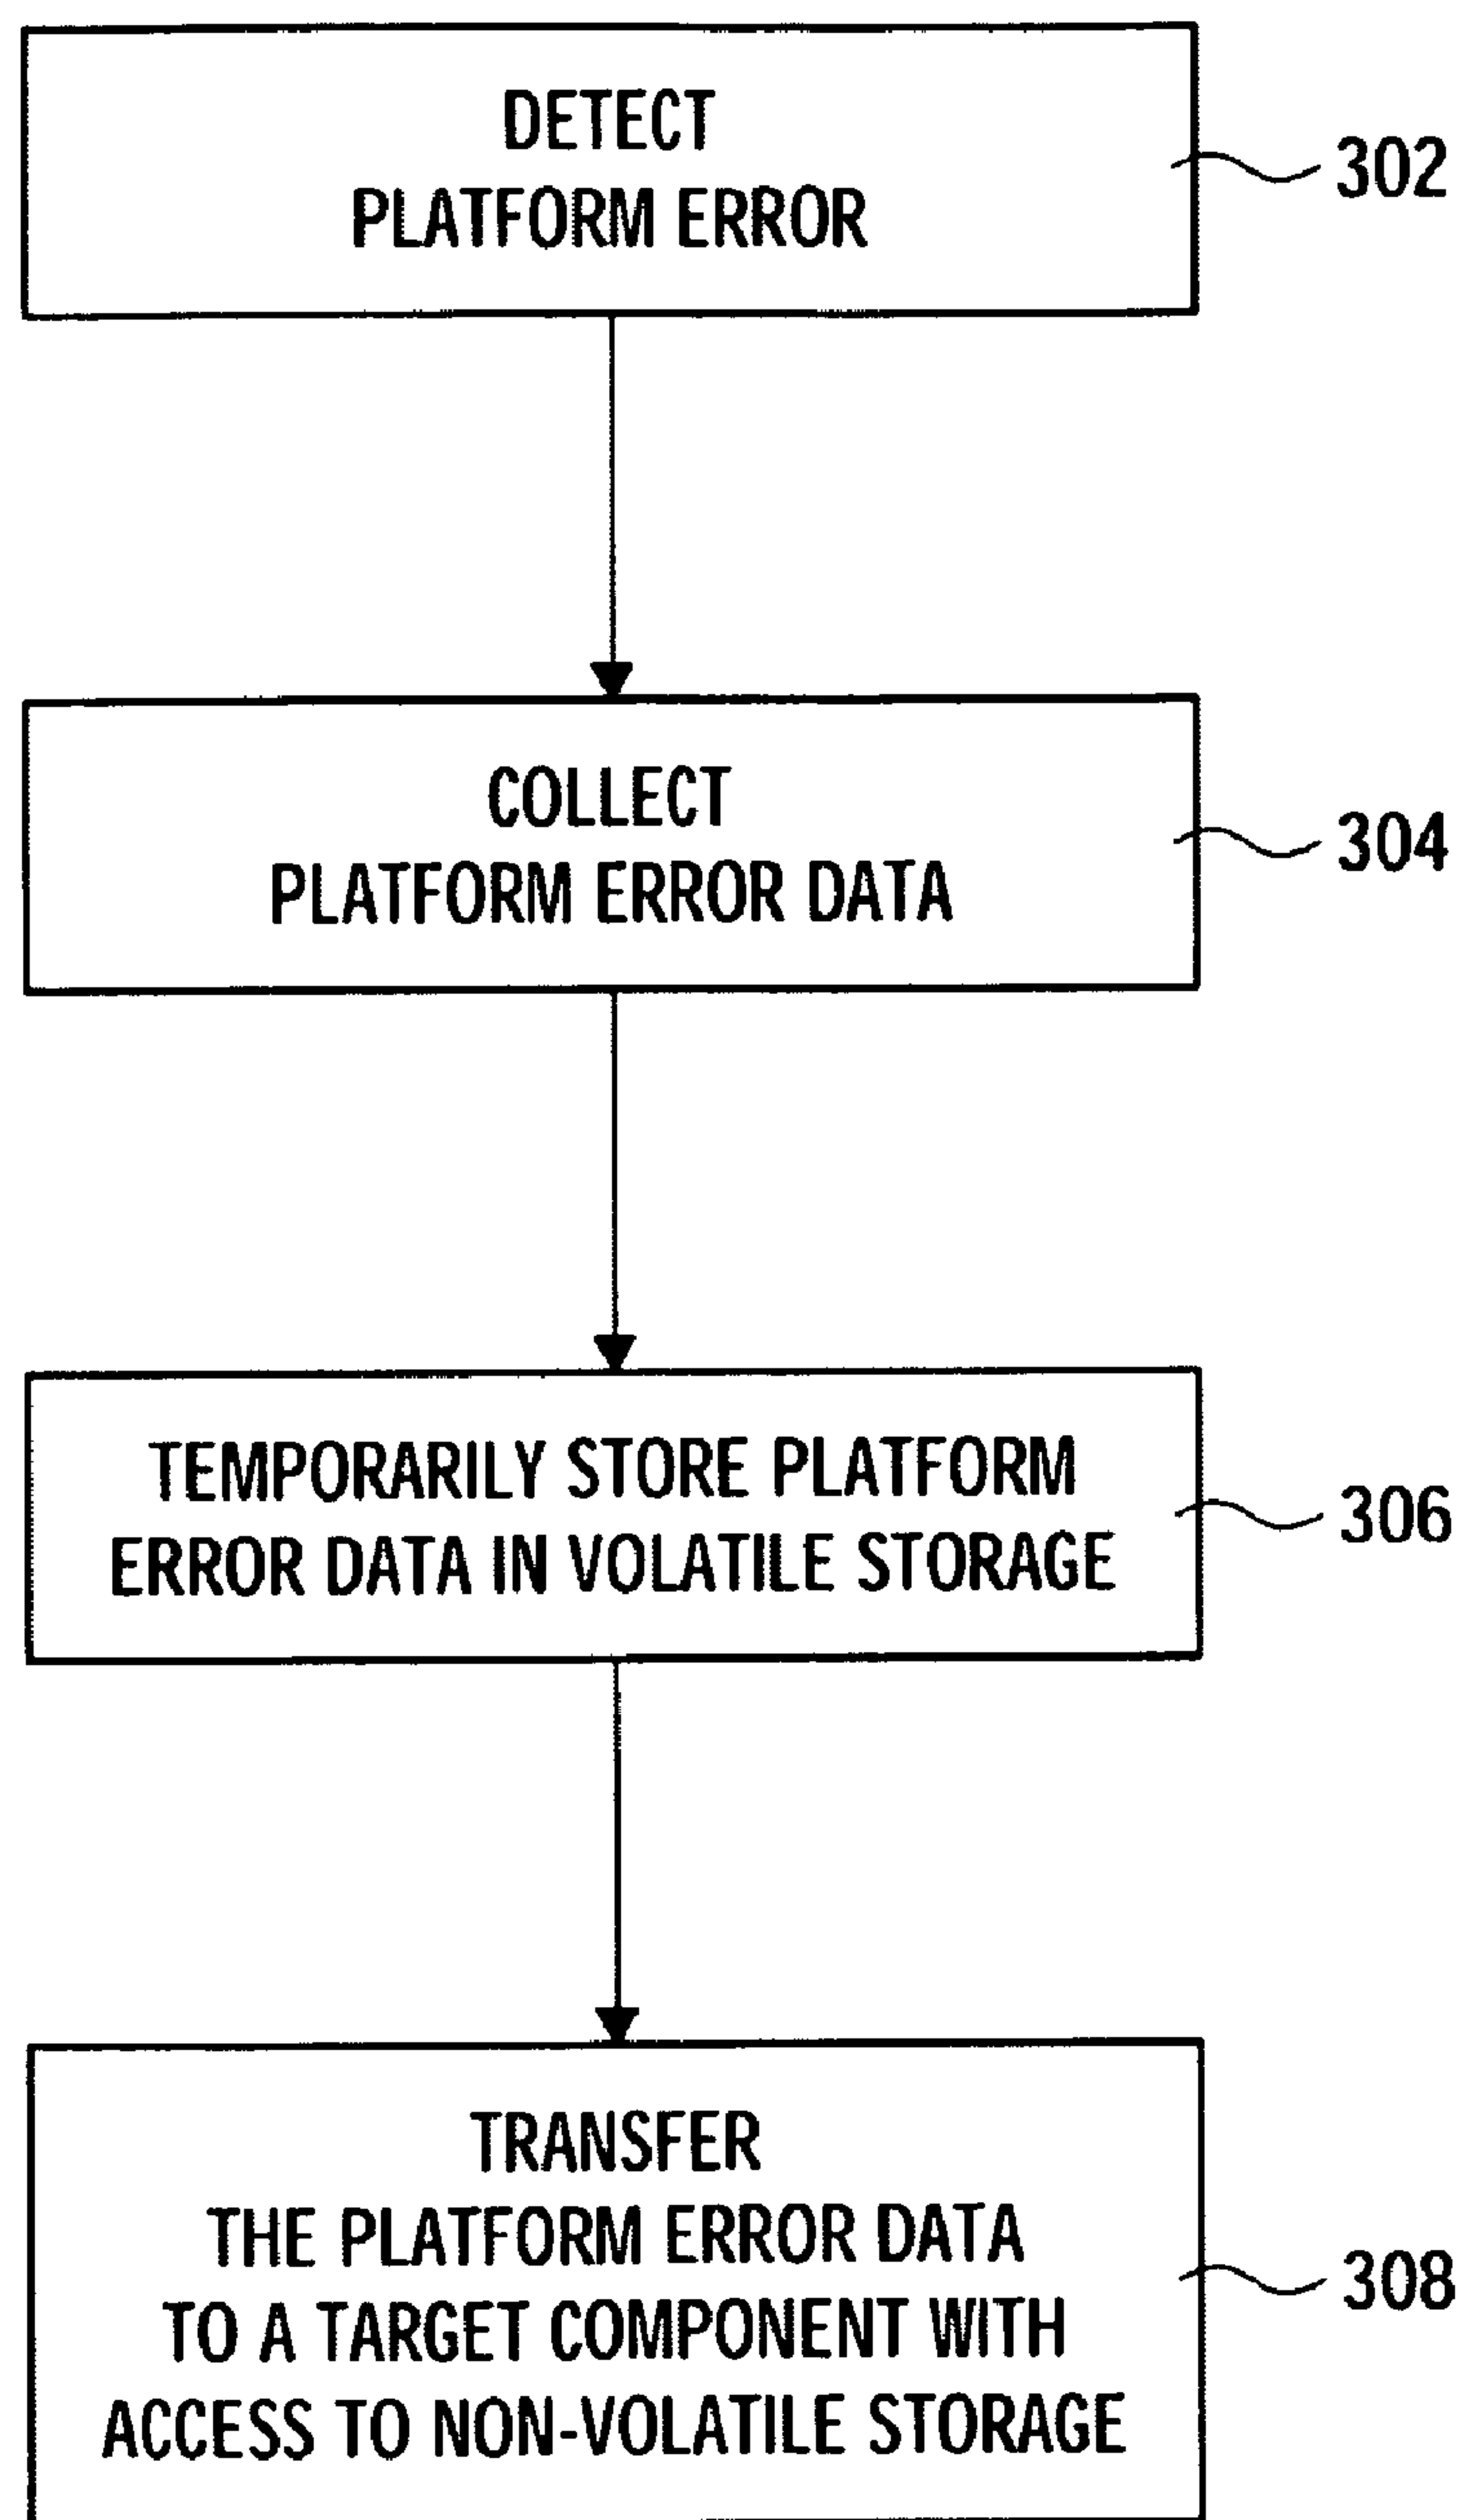 DETECT
PLATFORM ERROR
302
COLLECT
PLATFORM ERROR DATA
304
TEMPORARILY STORE PLATFORM
ERROR DATA IN VOLATILE STORAGE
306
TRANSFER
THE PLATFORM ERROR DATA
TO A TARGET COMPONENT WITH
ACCESS TO NON-VOLATILE STORAGE
308